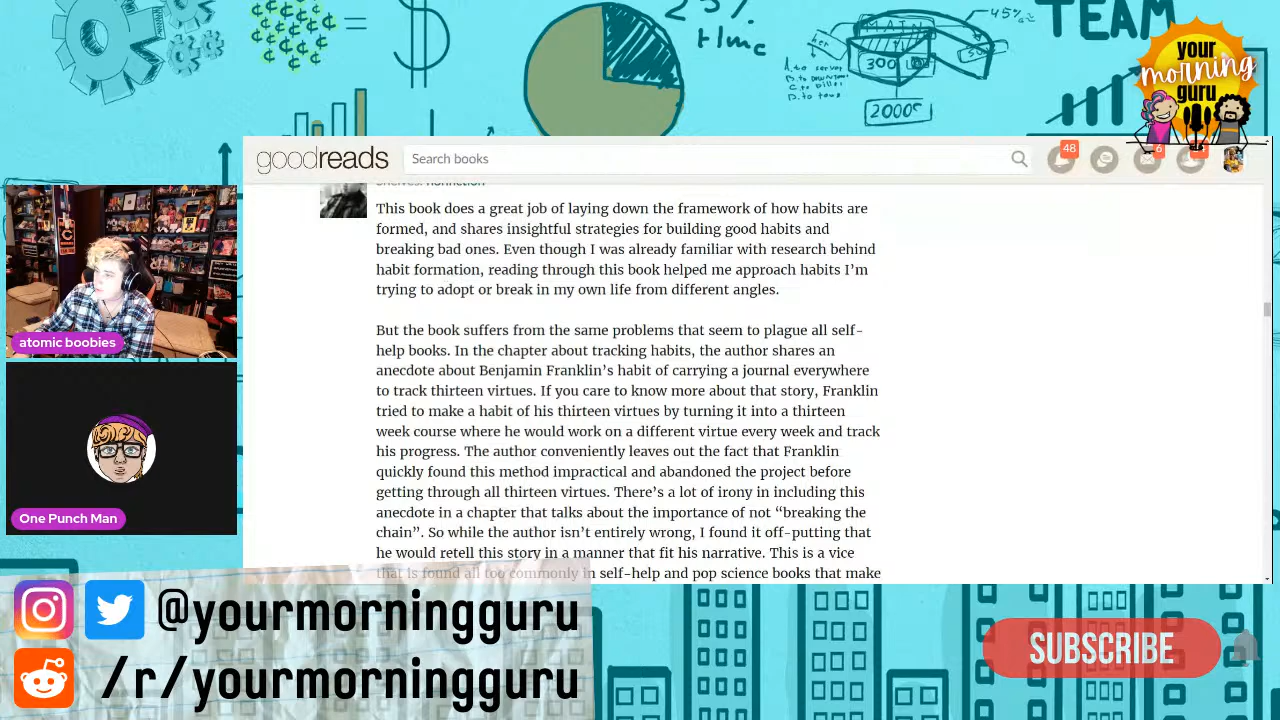 25%
time
45%
TEAM
MATH
300
2000€
your
morning
guru
goodreads
Search books
48
6
Shelves: nonfiction
This book does a great job of laying down the framework of how habits are
formed, and shares insightful strategies for building good habits and
breaking bad ones. Even though I was already familiar with research behind
habit formation, reading through this book helped me approach habits I’m
trying to adopt or break in my own life from different angles.
But the book suffers from the same problems that seem to plague all self-
help books. In the chapter about tracking habits, the author shares an
anecdote about Benjamin Franklin’s habit of carrying a journal everywhere
to track thirteen virtues. If you care to know more about that story, Franklin
tried to make a habit of his thirteen virtues by turning it into a thirteen
week course where he would work on a different virtue every week and track
his progress. The author conveniently leaves out the fact that Franklin
quickly found this method impractical and abandoned the project before
getting through all thirteen virtues. There’s a lot of irony in including this
anecdote in a chapter that talks about the importance of not “breaking the
chain”. So while the author isn’t entirely wrong, I found it off-putting that
he would retell this story in a manner that fit his narrative. This is a vice
that is found all too commonly in self-help and pop science books that make
atomic boobies
One Punch Man
@yourmorningguru
/r/yourmorningguru
SUBSCRIBE